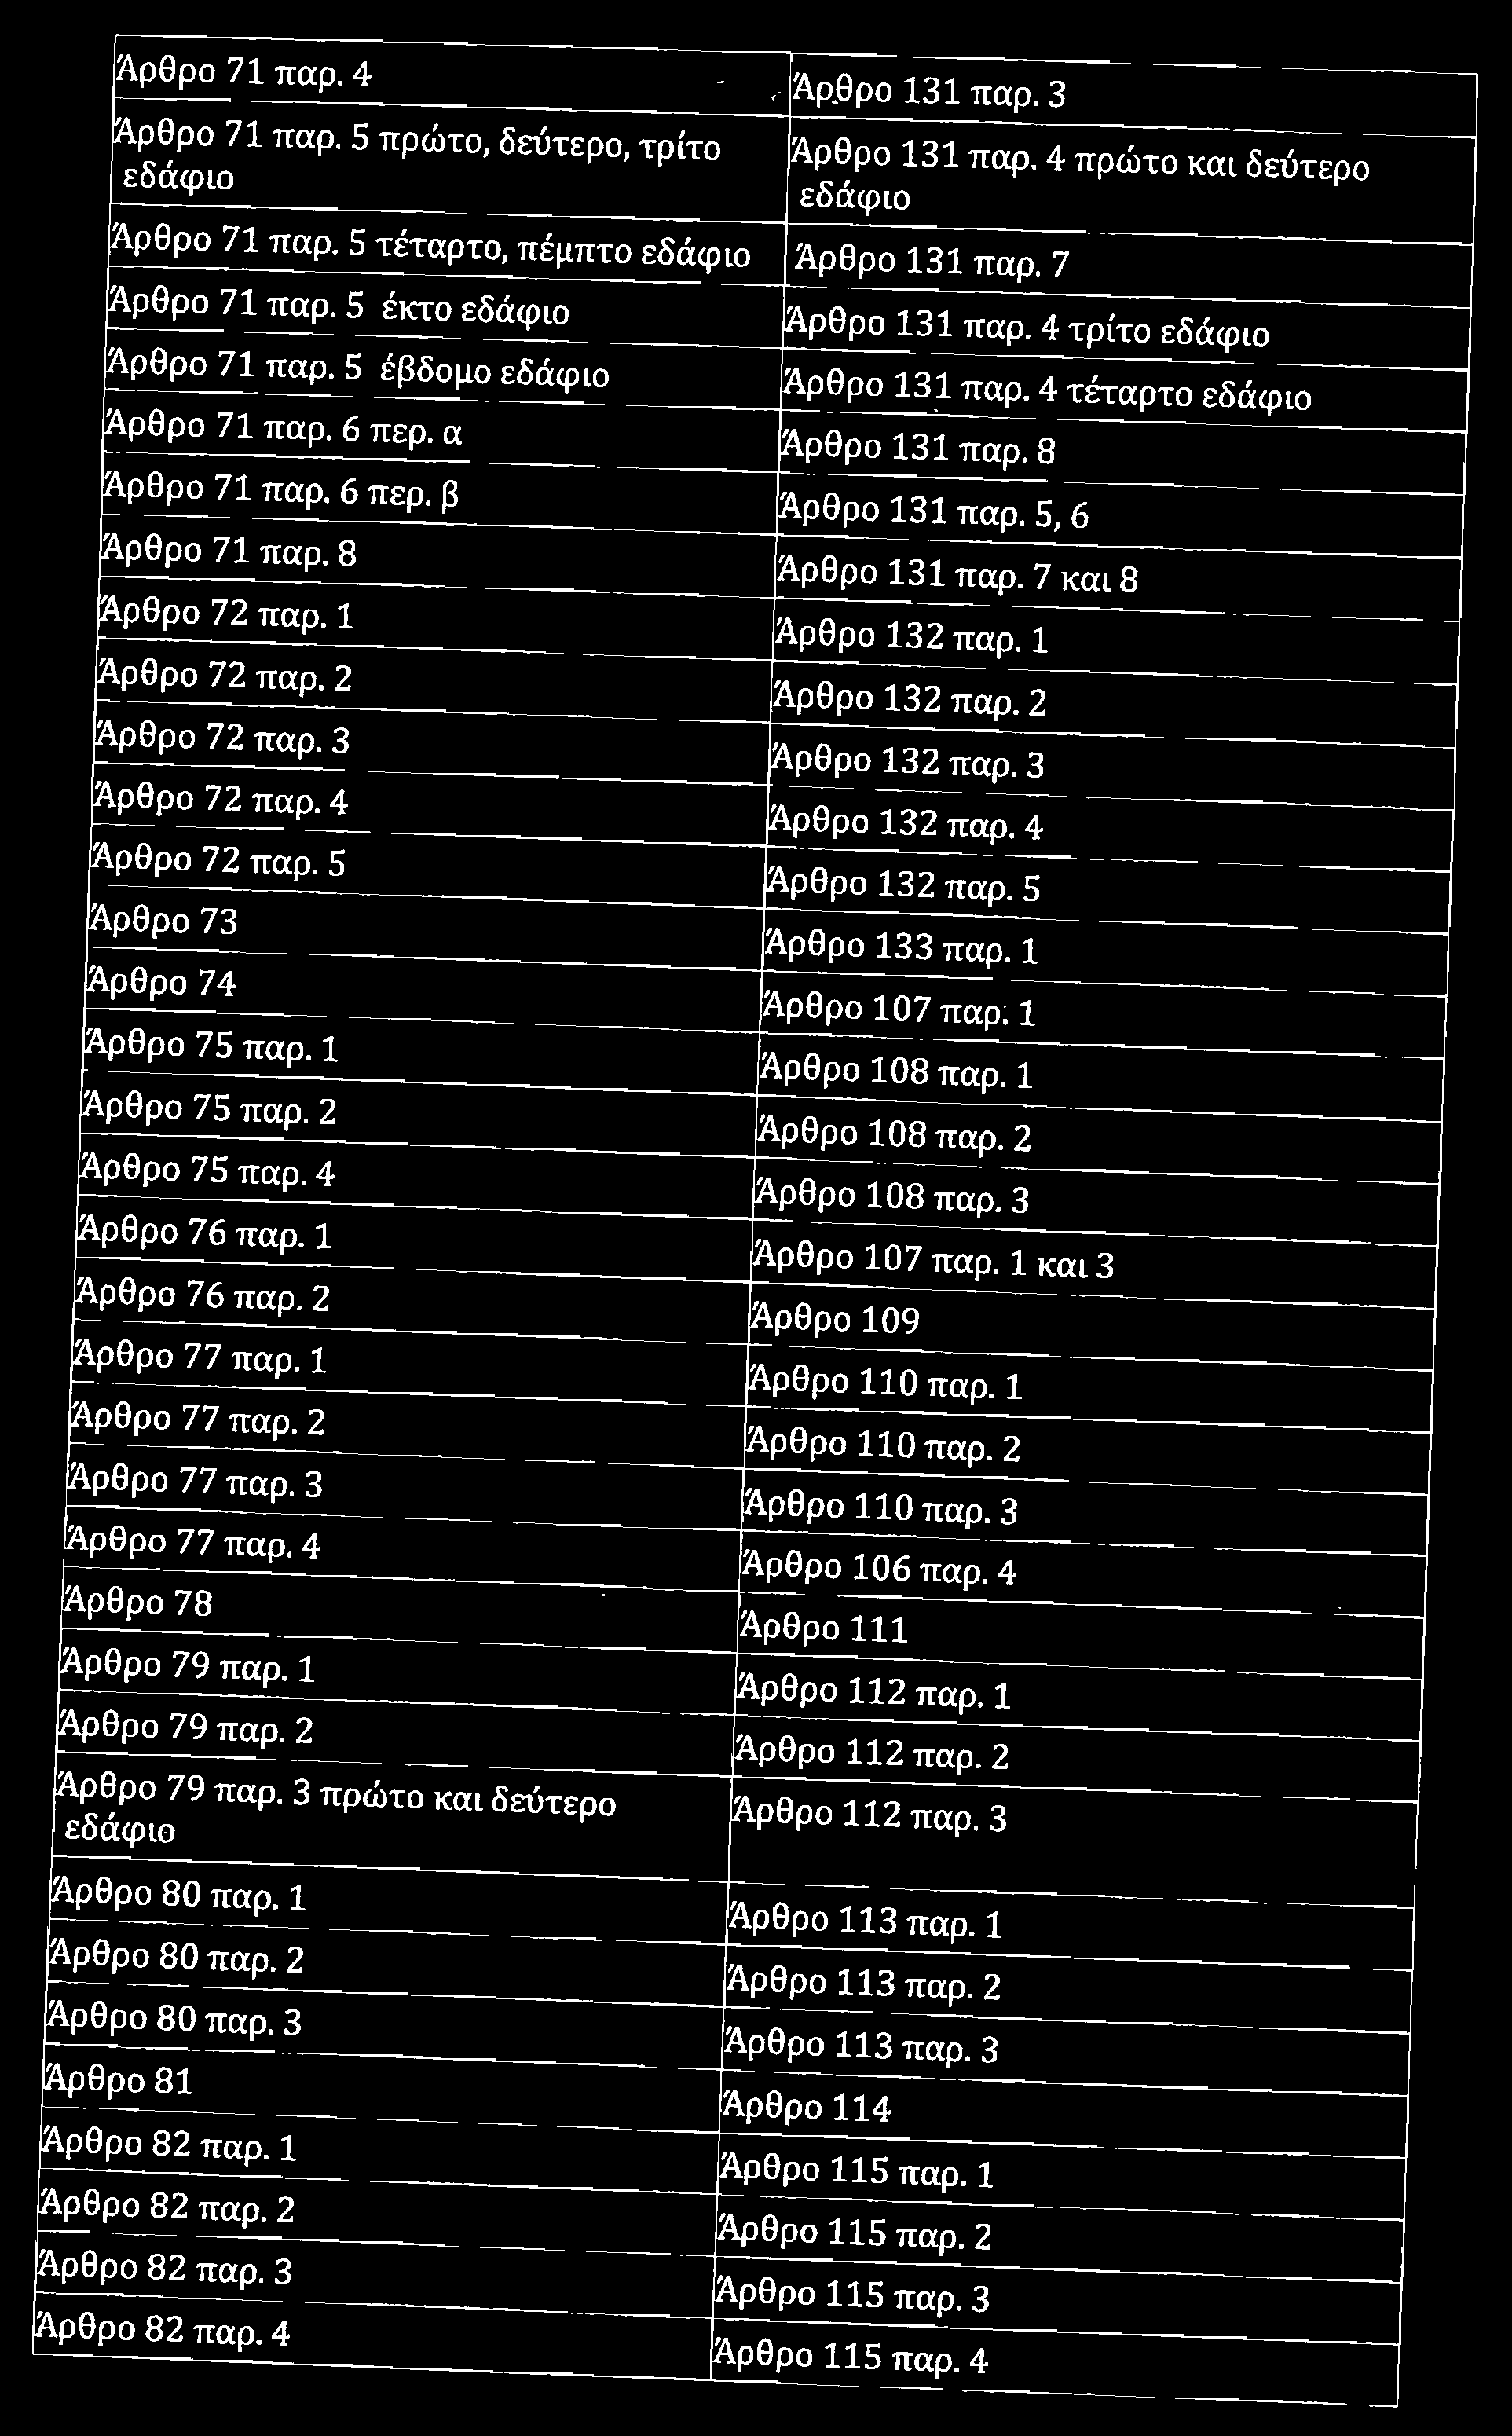 Άρθρο 71 παρ. 4
Άρθρο 131 παρ. 3
Άρθρο 71 παρ. 5 πρώτο, δεύτερο, τρίτο
εδάφιο
Άρθρο 131 παρ. 4 πρώτο και δεύτερο
εδάφιο
Άρθρο 71 παρ. 5 τέταρτο, πέμπτο εδάφιο
Άρθρο 131 παρ. 7
Άρθρο 71 παρ. 5 έκτο εδάφιο
Άρθρο 131 παρ. 4 τρίτο εδάφιο
Άρθρο 71 παρ. 5 έβδομο εδάφιο
Άρθρο 131 παρ. 4 τέταρτο εδάφιο
Άρθρο 71 παρ. 6 περ. α
Άρθρο 131 παρ. 8
Άρθρο 71 παρ. 6 περ. β
Άρθρο 131 παρ. 5, 6
Άρθρο 71 παρ. 8
Άρθρο 131 παρ. 7 και 8
Άρθρο 72 παρ. 1
Άρθρο 132 παρ. 1
Άρθρο 72 παρ. 2
Άρθρο 132 παρ. 2
Άρθρο 72 παρ. 3
Άρθρο 132 παρ. 3
Άρθρο 72 παρ. 4
Άρθρο 132 παρ. 4
Άρθρο 72 παρ. 5
Άρθρο 132 παρ. 5
Άρθρο 73
Άρθρο 133 παρ. 1
Άρθρο 74
Άρθρο 107 παρ. 1
Άρθρο 75 παρ. 1
Άρθρο 108 παρ. 1
Άρθρο 75 παρ. 2
Άρθρο 108 παρ. 2
Άρθρο 75 παρ. 4
Άρθρο 108 παρ. 3
Άρθρο 76 παρ. 1
Άρθρο 107 παρ. 1 και 3
Άρθρο 76 παρ. 2
Άρθρο 109
Άρθρο 77 παρ. 1
Άρθρο 110 παρ. 1
Άρθρο 77 παρ. 2
Άρθρο 110 παρ. 2
Άρθρο 77 παρ. 3
Άρθρο 110 παρ. 3
Άρθρο 77 παρ. 4
Άρθρο 106 παρ. 4
Άρθρο 78
Άρθρο 111
Άρθρο 79 παρ. 1
Άρθρο 112 παρ. 1
Άρθρο 79 παρ. 2
Άρθρο 112 παρ. 2
Άρθρο 79 παρ. 3 πρώτο και δεύτερο
εδάφιο
Άρθρο 112 παρ. 3
Άρθρο 80 παρ. 1
Άρθρο 113 παρ. 1
Άρθρο 80 παρ. 2
Άρθρο 113 παρ. 2
Άρθρο 80 παρ. 3
Άρθρο 113 παρ. 3
Άρθρο 81
Άρθρο 114
Άρθρο 82 παρ. 1
Άρθρο 115 παρ. 1
Άρθρο 82 παρ. 2
Άρθρο 115 παρ. 2
Άρθρο 82 παρ. 3
Άρθρο 115 παρ. 3
Άρθρο 82 παρ. 4
Άρθρο 115 παρ. 4